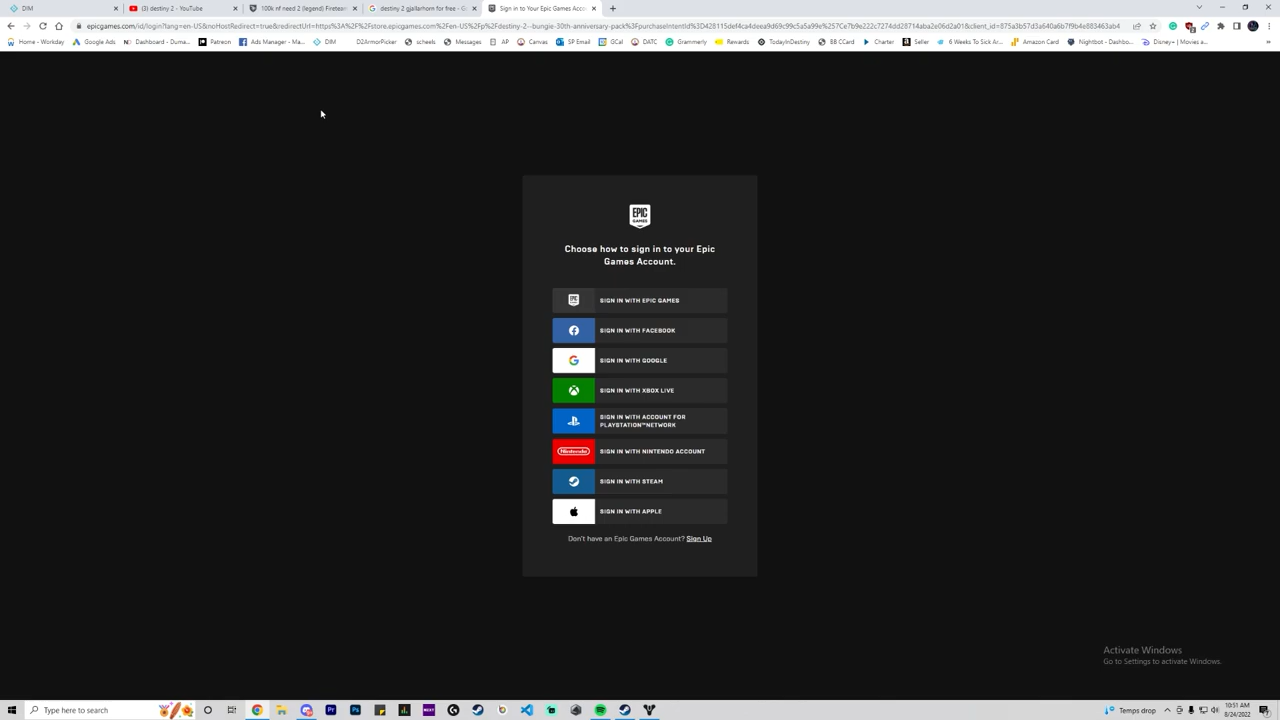 DIM
(3) destiny 2 - YouTube
100k nf need 2 (legend) Fireteam
destiny 2 gjallarhorn for free - G
Sign in to Your Epic Games Acco
Home - Workday
Google Ads
Dashboard - Duma...
Patreon
Ads Manager - Ma...
DIM
D2ArmorPicker
scheels
Messages
AP
Canvas
SP Email
GCal
DATC
Grammerly
Rewards
TodayInDestiny
BB CCard
Charter
Seller
6 Weeks To Sick Ar...
Amazon Card
Nightbot - Dashbo...
Disney+ | Movies a...
EPIC
GAMES
Choose how to sign in to your Epic
Games Account.
SIGN IN WITH EPIC GAMES
SIGN IN WITH FACEBOOK
SIGN IN WITH GOOGLE
SIGN IN WITH XBOX LIVE
SIGN IN WITH ACCOUNT FOR
PLAYSTATION™NETWORK
Nintendo
SIGN IN WITH NINTENDO ACCOUNT
SIGN IN WITH STEAM
SIGN IN WITH APPLE
Don't have an Epic Games Account? Sign Up
Activate Windows
Go to Settings to activate Windows.
Type here to search
Temps drop
10:51 AM
8/24/2022